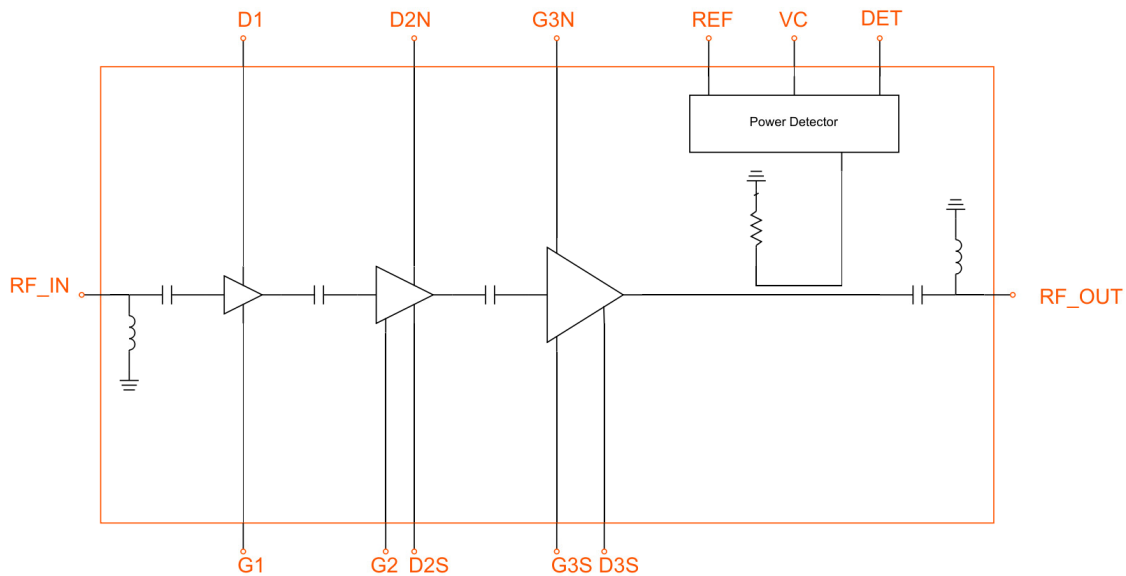 D1 D2N G3N REF VC DET
Power Detector
RF_IN RF_OUT
G1 G2 D2S G3S D3S